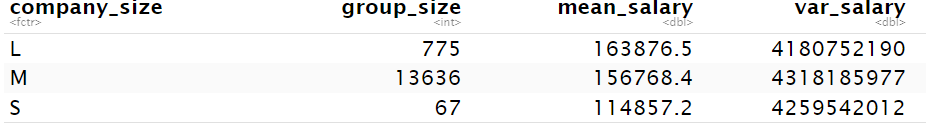 company_size group_size mean_salary var_salary
<fctr> <int> <dbl> <dbl>
L 775 163876.5 4180752190
M 13636 156768.4 4318185977
S 67 114857.2 4259542012